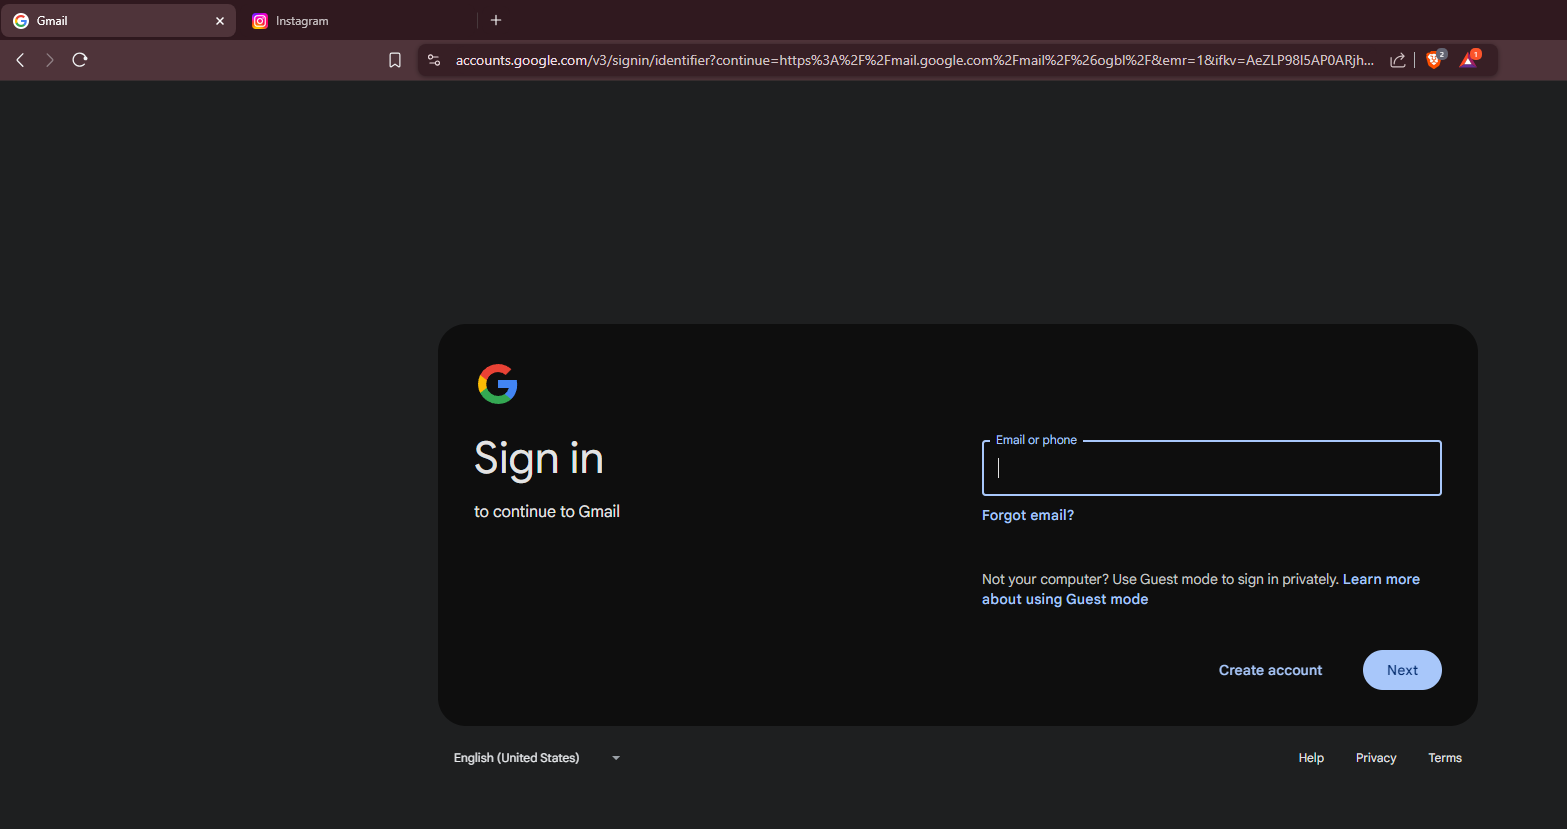 Gmail
Instagram
accounts.google.com/v3/signin/identifier?continue=https%3A%2F%2Fmail.google.com%2Fmail%2F%26ogbl%2F&emr=1&ifkv=AeZLP98I5AP0ARjh...
2
1
Sign in
to continue to Gmail
Email or phone
Forgot email?
Not your computer? Use Guest mode to sign in privately. Learn more
about using Guest mode
Create account
Next
English (United States)
Help
Privacy
Terms